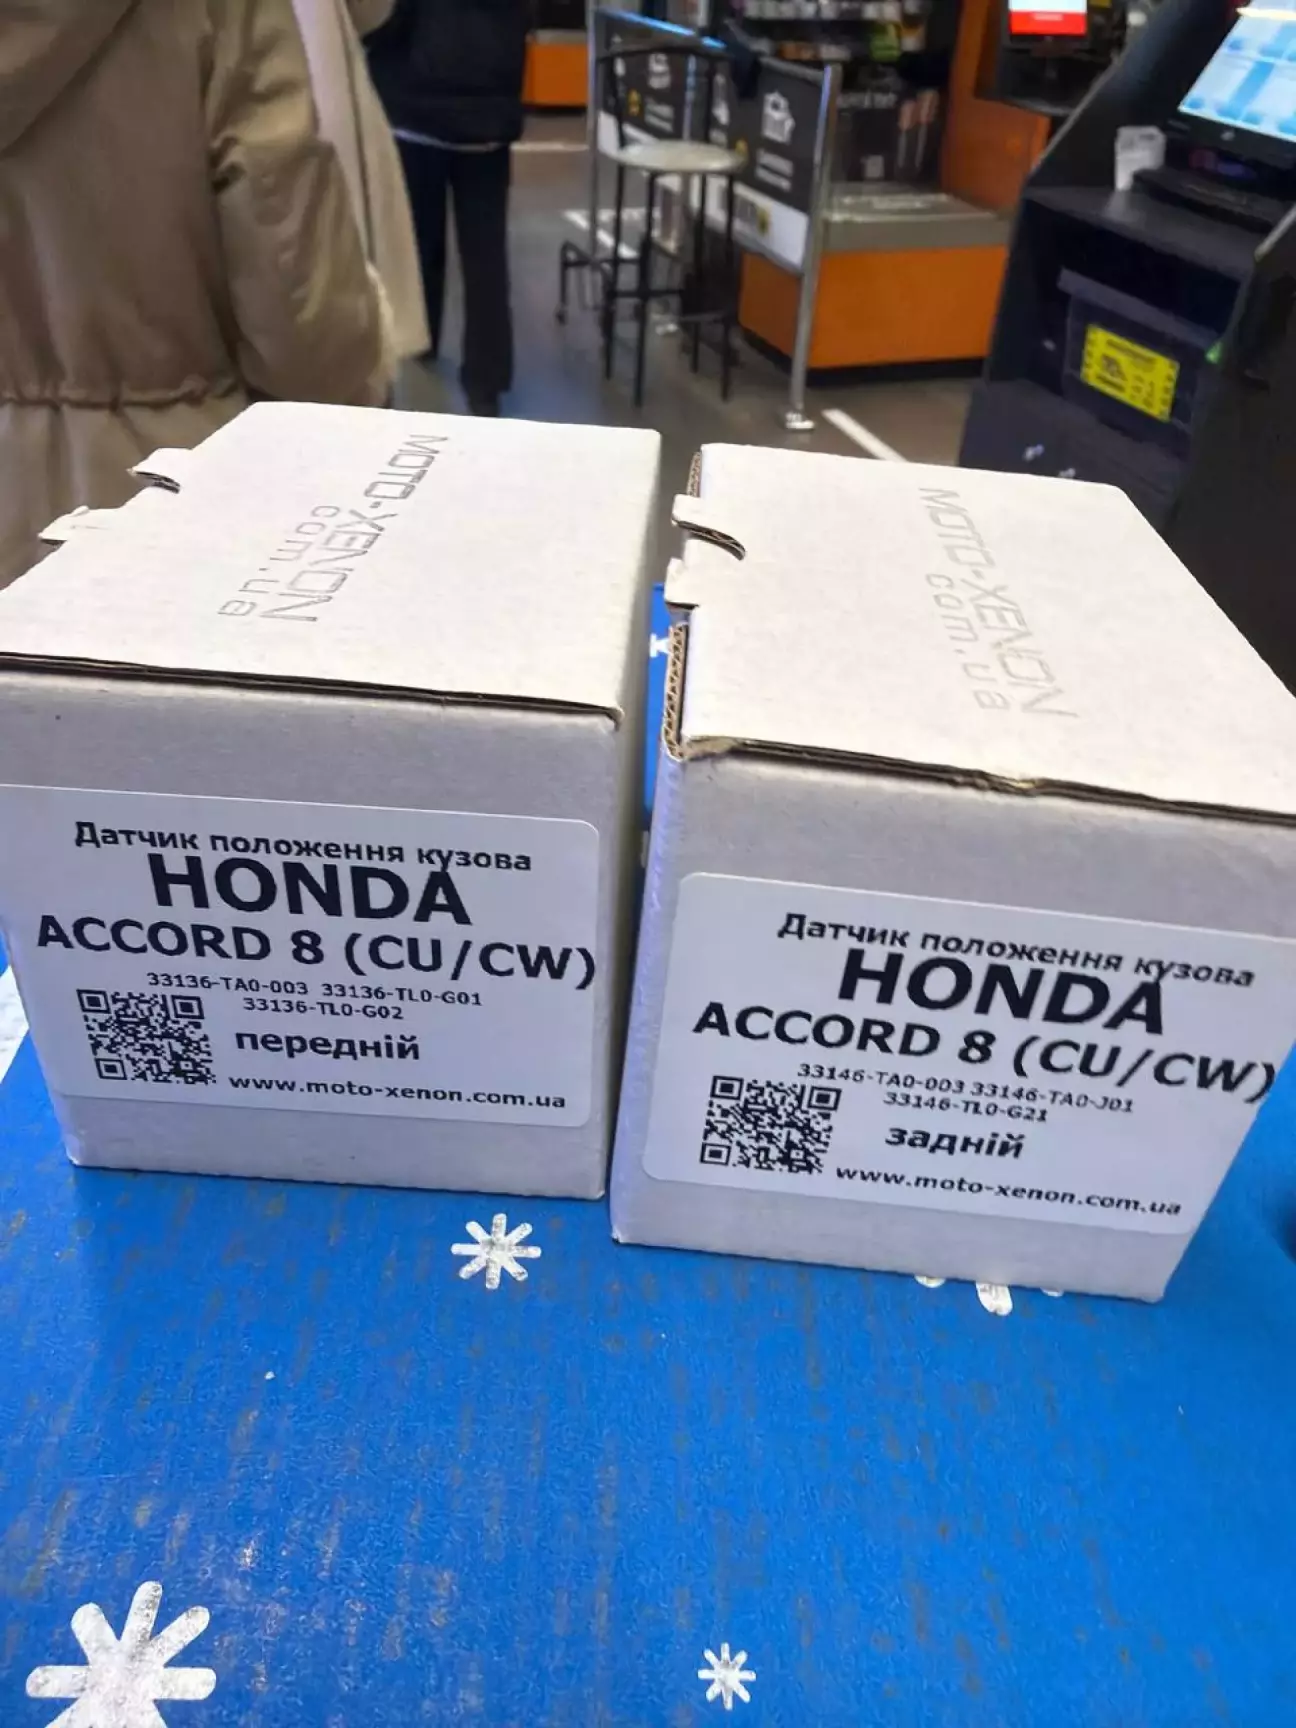 MOTO-XENON
com.ua
MOTO-XENON
com.ua
Датчик положення кузова
HONDA
ACCORD 8 (CU/CW)
33136-TA0-003 33136-TL0-G01
33136-TL0-G02
передній
www.moto-xenon.com.ua
Датчик положення кузова
HONDA
ACCORD 8 (CU/CW)
33146-TA0-003 33146-TA0-J01
33146-TL0-G21
задній
www.moto-xenon.com.ua